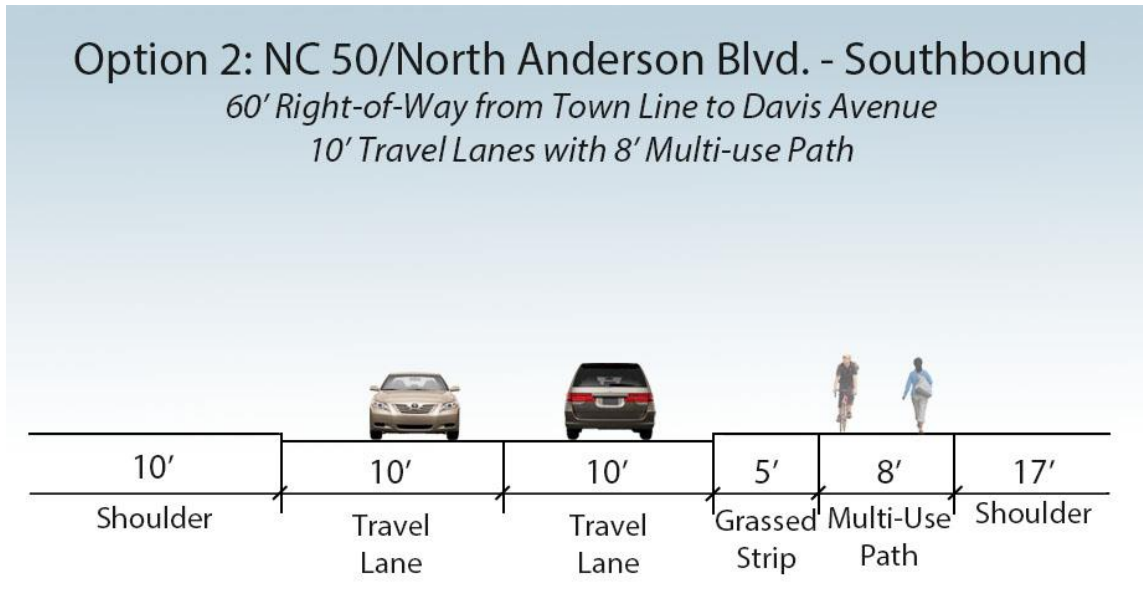 Option 2: NC 50/North Anderson Blvd. - Southbound
60’ Right-of-Way from Town Line to Davis Avenue
10’ Travel Lanes with 8’ Multi-use Path
10’
10’
10’
5’
8’
17’
Shoulder
Travel
Lane
Travel
Lane
Grassed
Strip
Multi-Use
Path
Shoulder